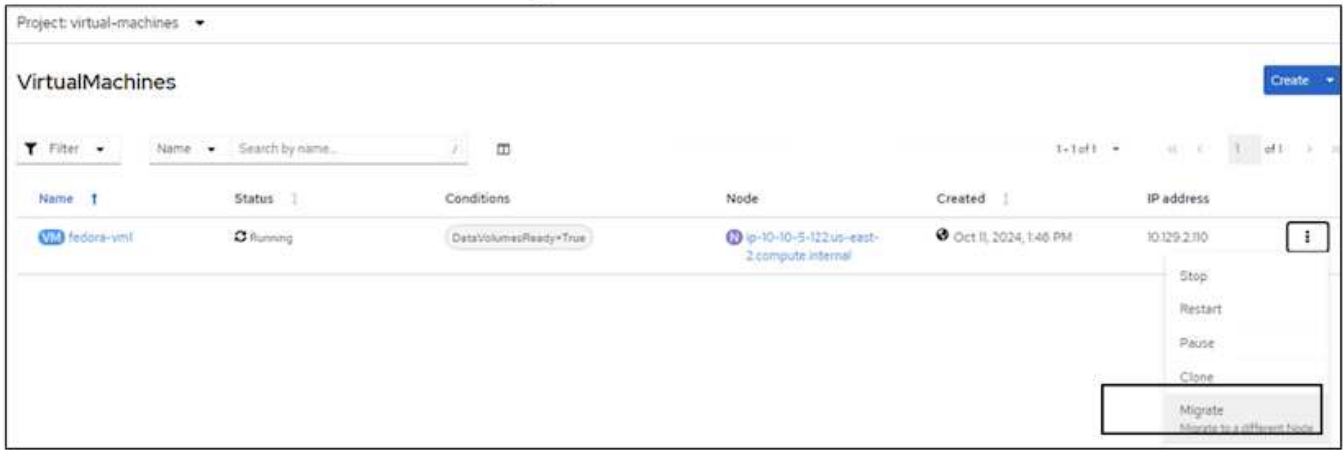 Project: virtual-machines
VirtualMachines
Create
Filter
Name
Search by name...
/
1-1 of 1
1 of 1
Name Status Conditions Node Created IP address
VM fedora-vm1 Running DataVolumesReady=True N ip-10-10-5-122.us-east- Oct 11, 2024, 1:46 PM 10.129.2.110
2.compute.internal
Stop
Restart
Pause
Clone
Migrate
Migrate to a different Node